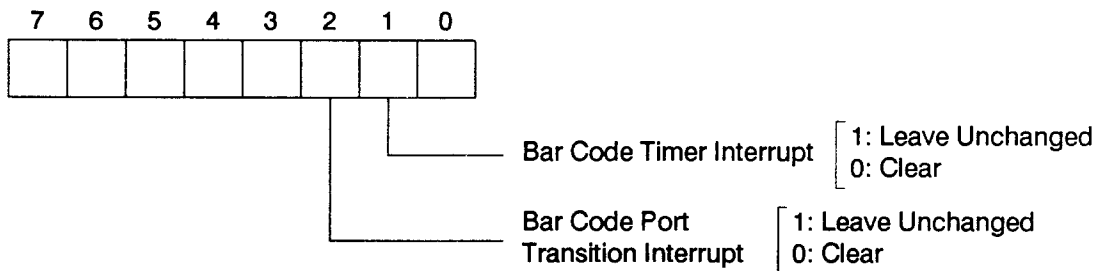 7 6 5 4 3 2 1 0
Bar Code Timer Interrupt
1: Leave Unchanged
0: Clear
Bar Code Port
Transition Interrupt
1: Leave Unchanged
0: Clear